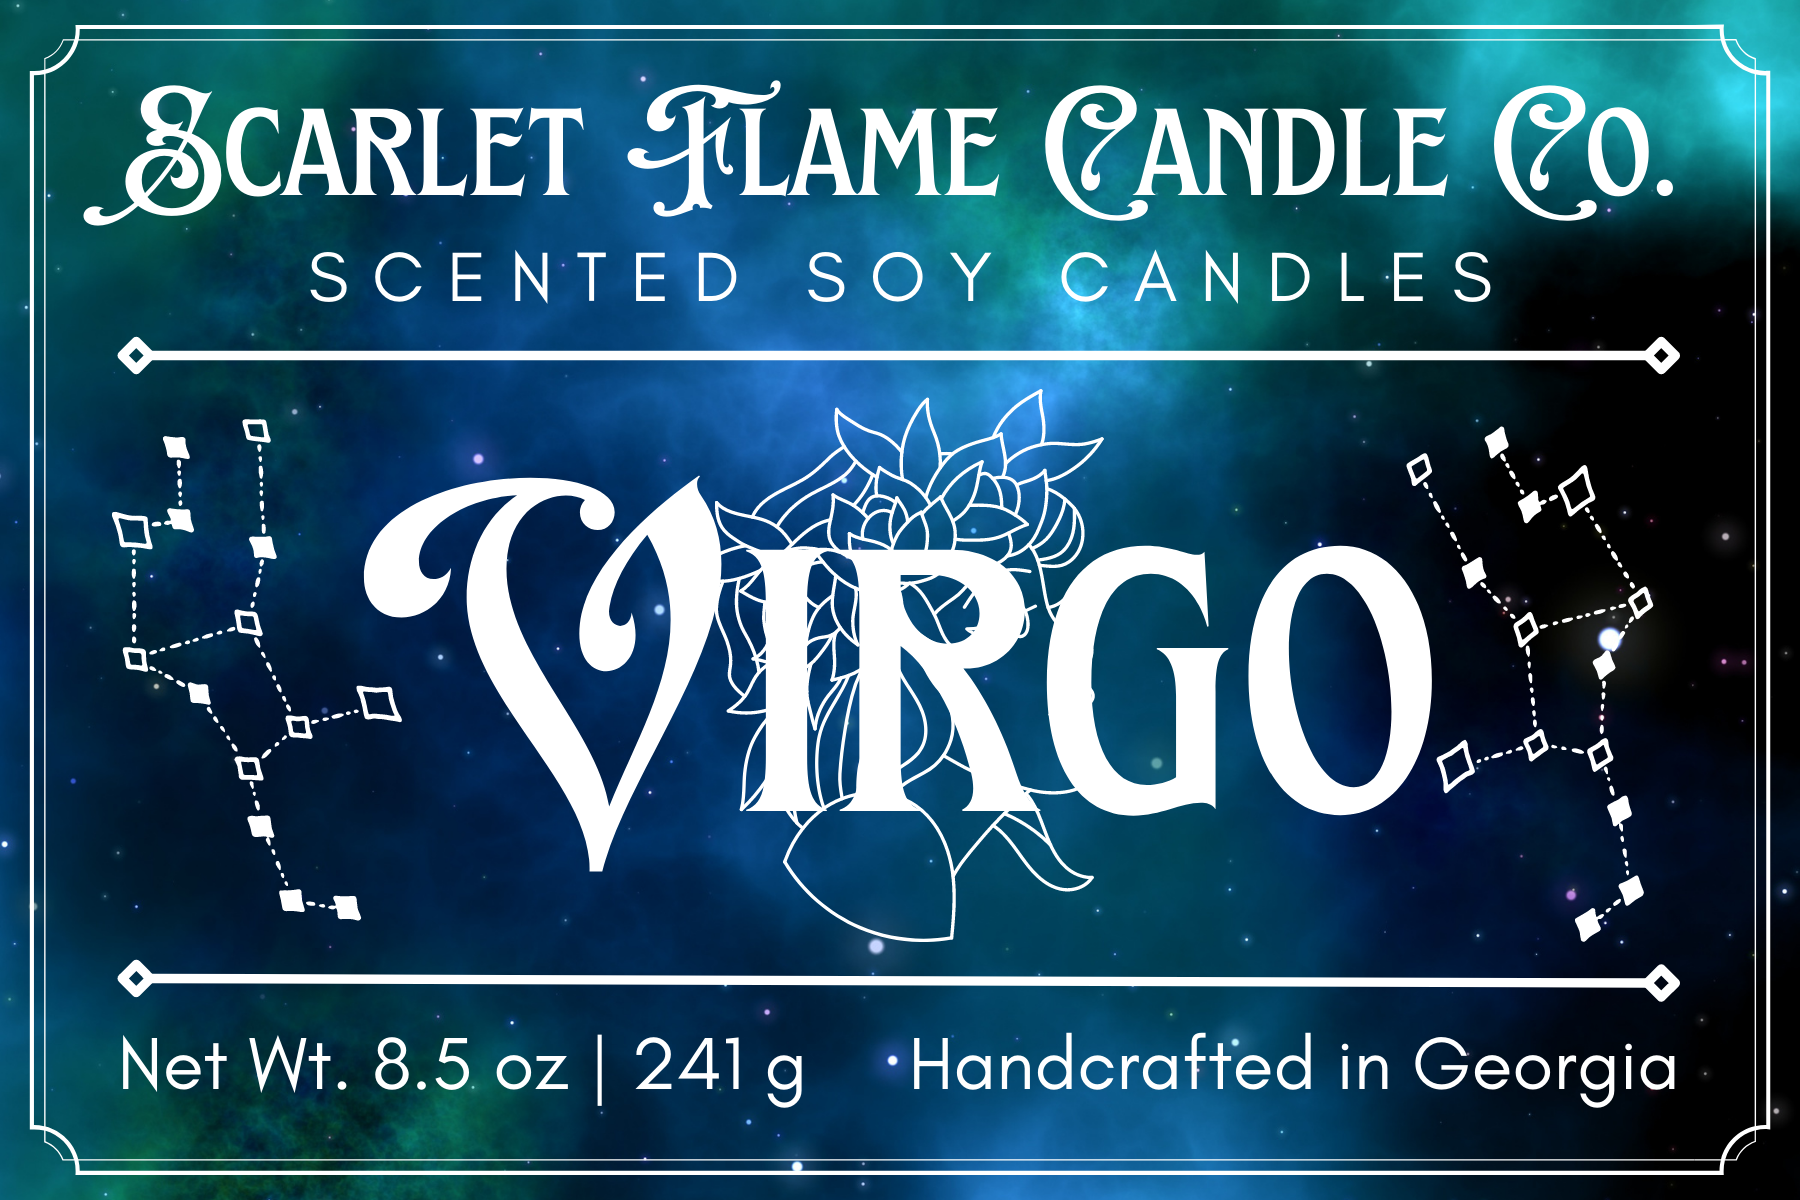 Scarlet Flame Candle Co.
SCENTED SOY CANDLES
Virgo
Net Wt. 8.5 oz | 241 g
Handcrafted in Georgia